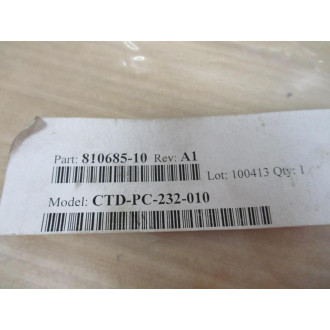 Part: 810685-10 Rev: A1
Lot: 100413 Qty: 1
Model: CTD-PC-232-010